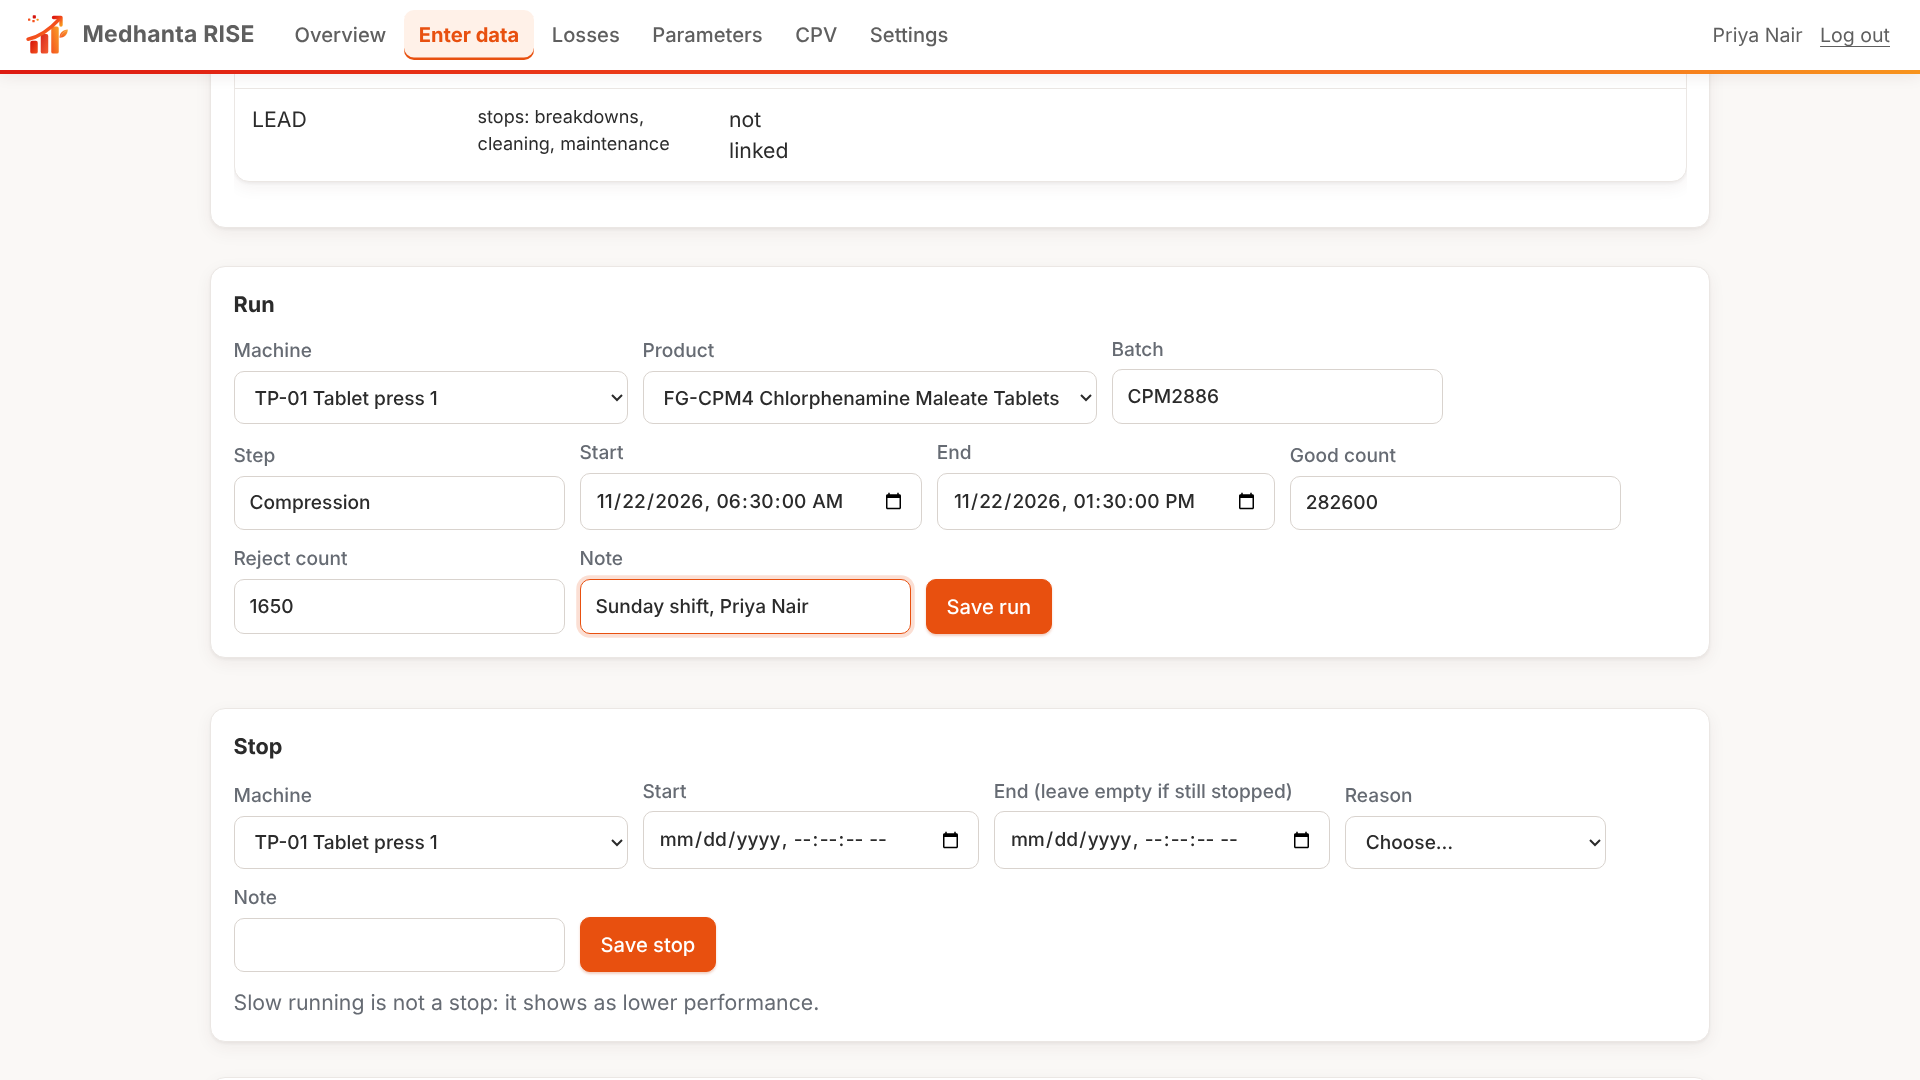 Medhanta RISE Overview Enter data Losses Parameters CPV Settings Priya Nair Log out
LEAD
stops: breakdowns,
cleaning, maintenance
not
linked
Run
Machine Product Batch
TP-01 Tablet press 1 FG-CPM4 Chlorphenamine Maleate Tablets CPM2886
Step Start End Good count
Compression 11/22/2026, 06:30:00 AM 11/22/2026, 01:30:00 PM 282600
Reject count Note
1650 Sunday shift, Priya Nair Save run
Stop
Machine Start End (leave empty if still stopped) Reason
TP-01 Tablet press 1 mm/dd/yyyy, --:--:-- -- mm/dd/yyyy, --:--:-- -- Choose...
Note
Save stop
Slow running is not a stop: it shows as lower performance.